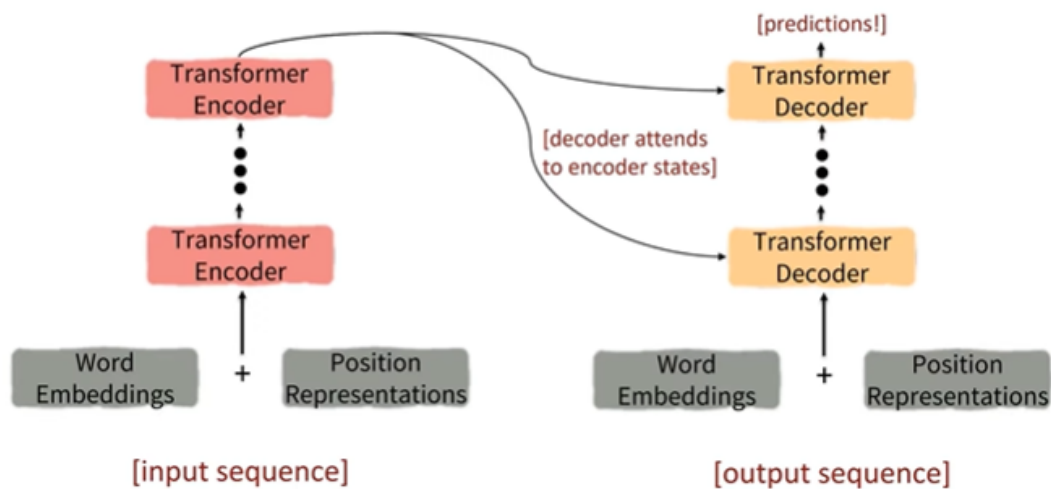 [predictions!]
Transformer
Encoder
Transformer
Decoder
[decoder attends
to encoder states]
Transformer
Encoder
Transformer
Decoder
Word
Embeddings
+
Position
Representations
Word
Embeddings
+
Position
Representations
[input sequence]
[output sequence]